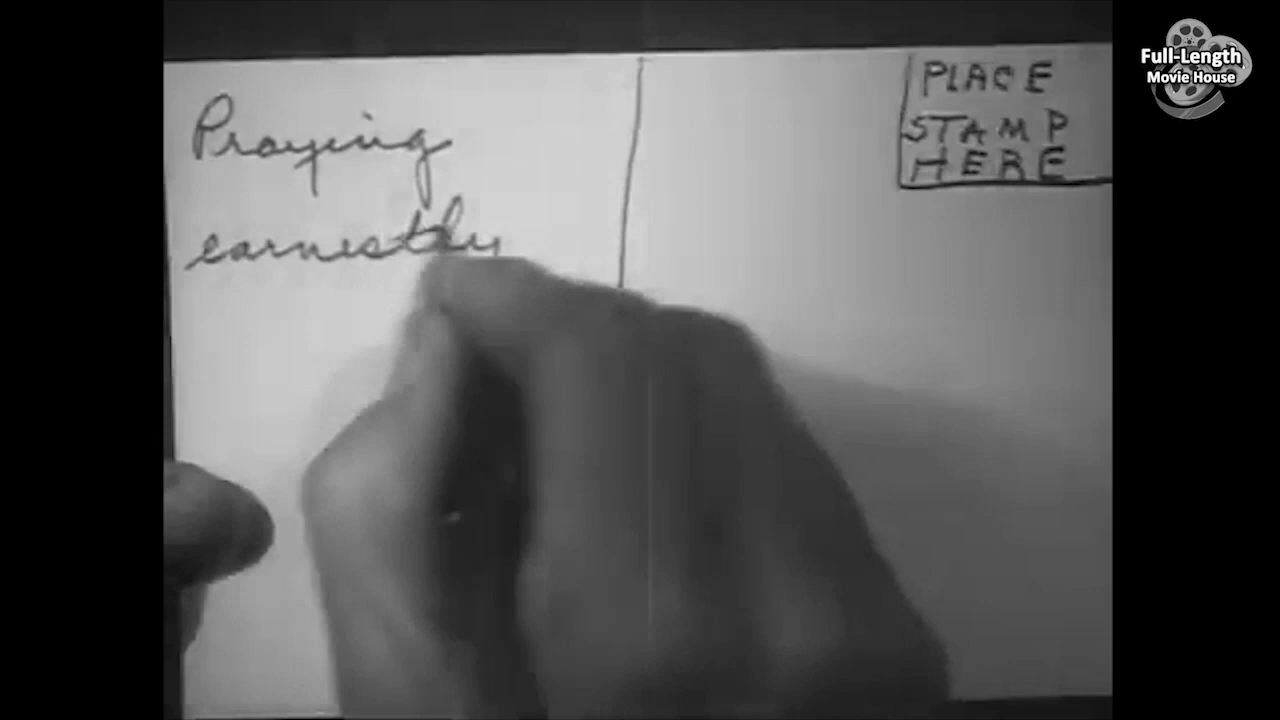 Praying
earnestly
PLACE
STAMP
HERE
Full-Length
Movie House